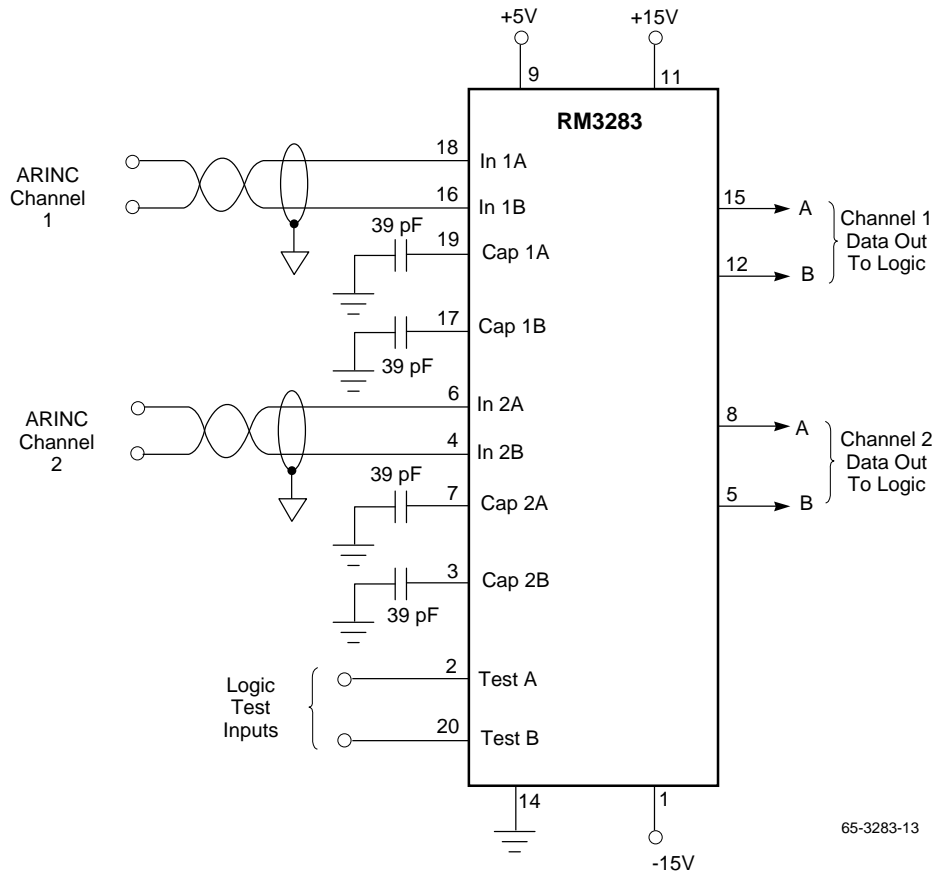 +5V
+15V
9
11
RM3283
ARINC
Channel
1
18
In 1A
16
In 1B
39 pF
19
Cap 1A
17
Cap 1B
39 pF
15
A
12
B
Channel 1
Data Out
To Logic
ARINC
Channel
2
6
In 2A
4
In 2B
39 pF
7
Cap 2A
3
Cap 2B
39 pF
8
A
5
B
Channel 2
Data Out
To Logic
Logic
Test
Inputs
2
Test A
20
Test B
14
1
-15V
65-3283-13